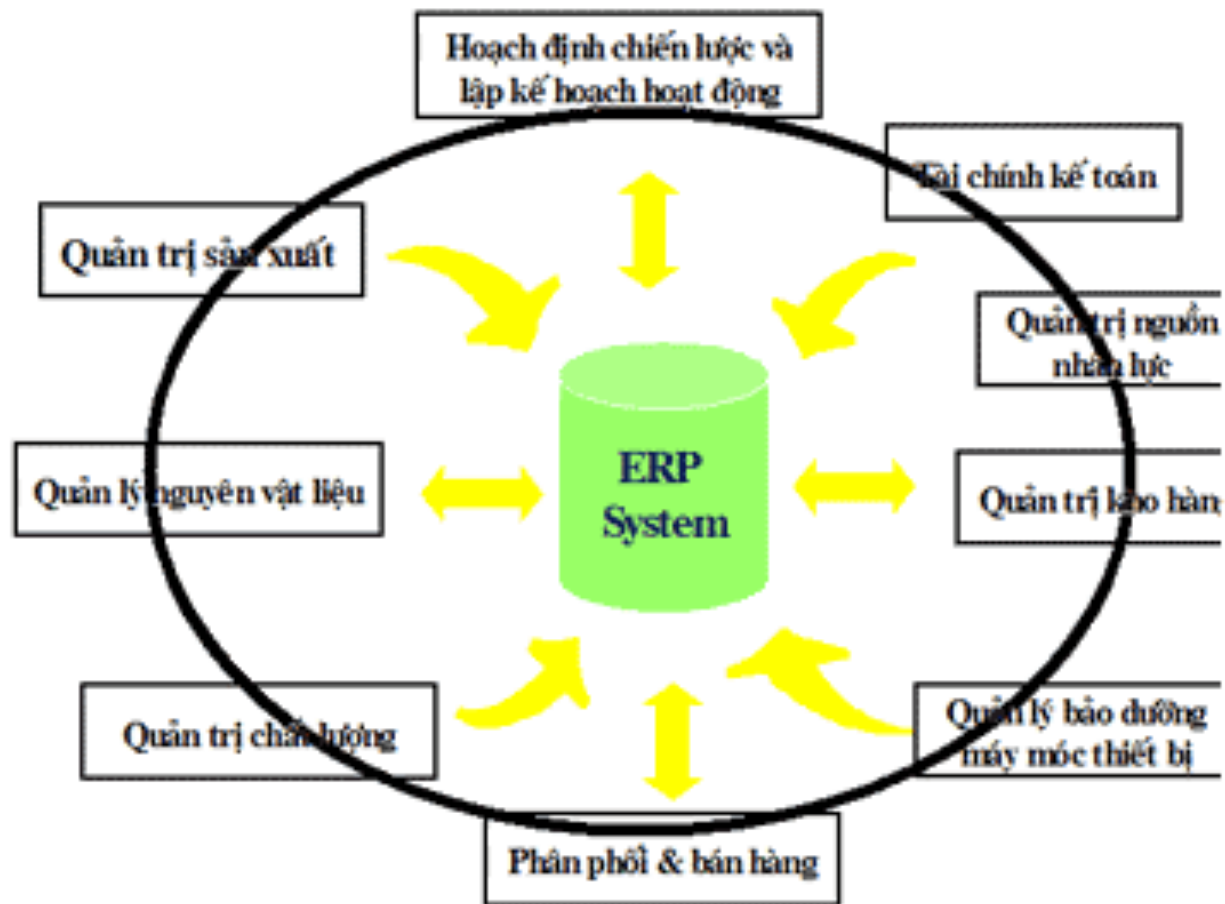 Hoạch định chiến lược và
lập kế hoạch hoạt động
Tài chính kế toán
Quản trị sản xuất
Quản trị nguồn
nhân lực
ERP
System
Quản lý nguyên vật liệu
Quản trị kho hàng
Quản trị chất lượng
Quản lý bảo dưỡng
máy móc thiết bị
Phân phối & bán hàng